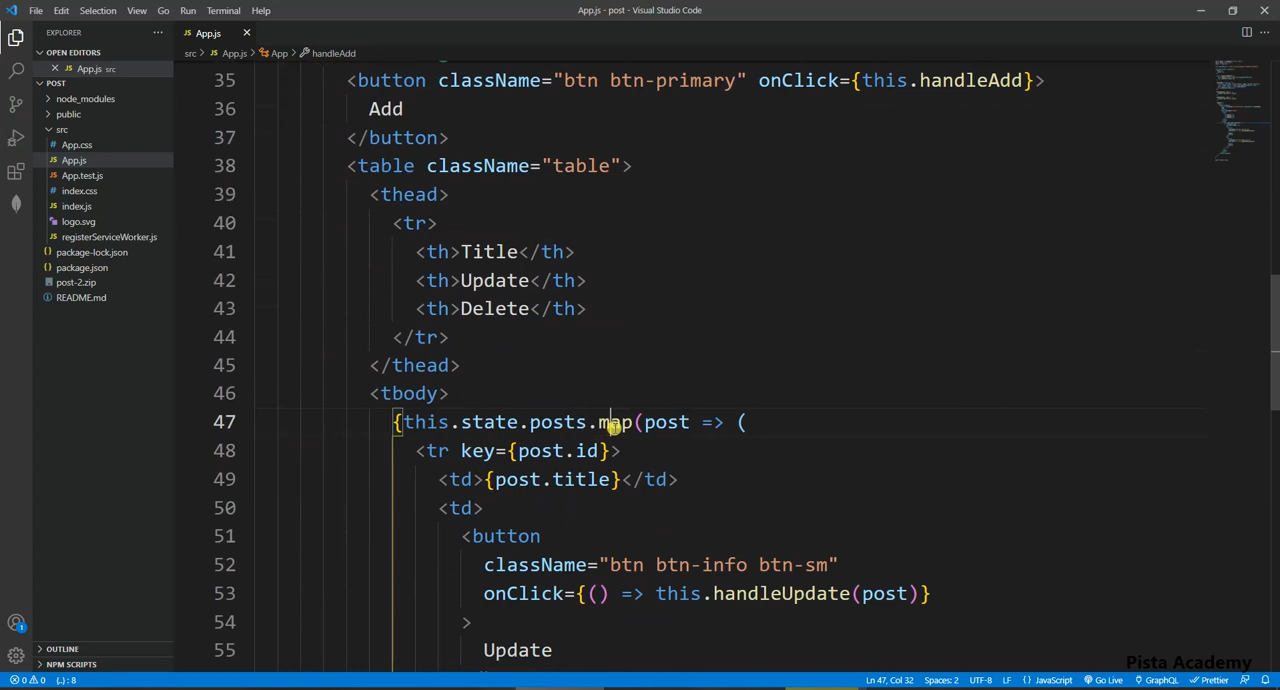 File Edit Selection View Go Run Terminal Help
App.js - post - Visual Studio Code
EXPLORER
OPEN EDITORS
App.js src
POST
node_modules
public
src
App.css
App.js
App.test.js
index.css
index.js
logo.svg
registerServiceWorker.js
package-lock.json
package.json
post-2.zip
README.md
OUTLINE
NPM SCRIPTS
App.js
src > App.js > App > handleAdd
35 <button className="btn btn-primary" onClick={this.handleAdd}>
36 Add
37 </button>
38 <table className="table">
39 <thead>
40 <tr>
41 <th>Title</th>
42 <th>Update</th>
43 <th>Delete</th>
44 </tr>
45 </thead>
46 <tbody>
47 {this.state.posts.map(post => (
48 <tr key={post.id}>
49 <td>{post.title}</td>
50 <td>
51 <button
52 className="btn btn-info btn-sm"
53 onClick={() => this.handleUpdate(post)}
54 >
55 Update
Pista Academy
0 0 {..} : 8
Ln 47, Col 32 Spaces: 2 UTF-8 LF {} JavaScript Go Live GraphQL Prettier